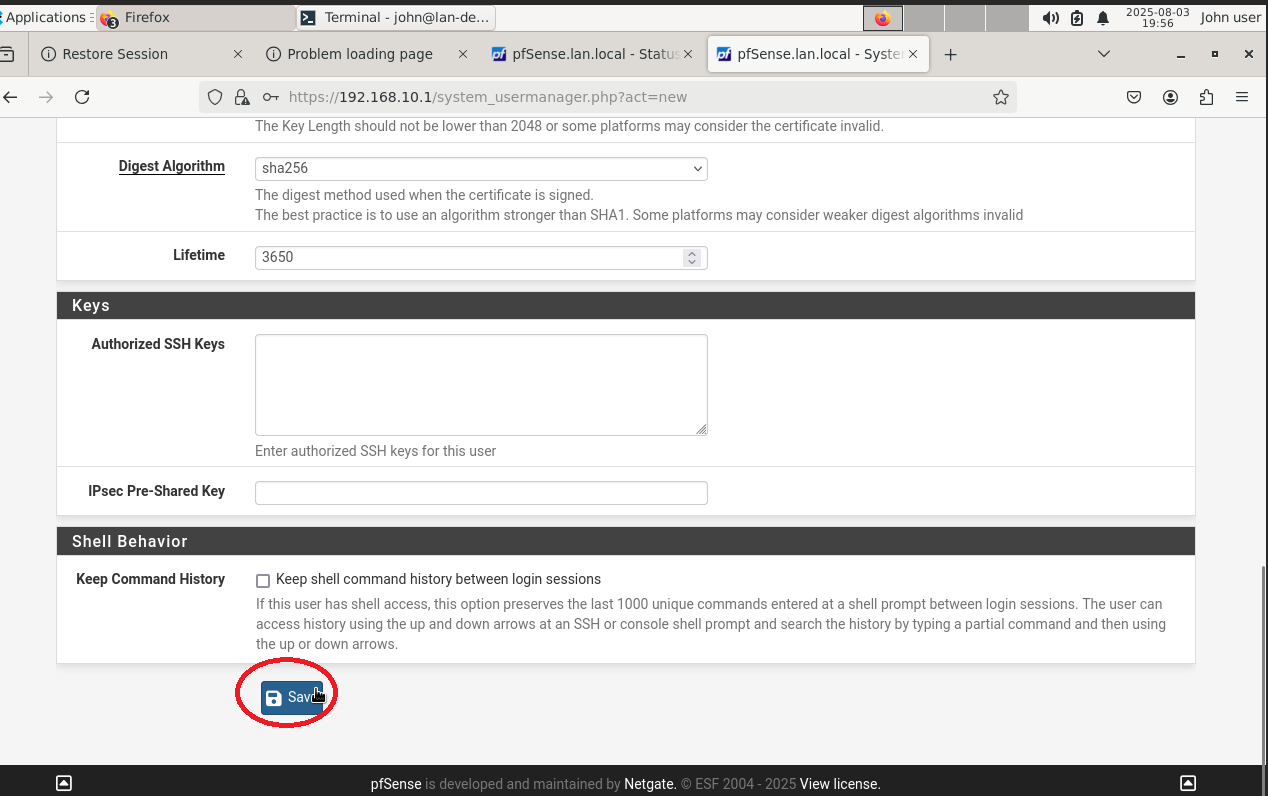 Applications
3
Firefox
Terminal - john@lan-de...
2025-08-03
19:56
John user
Restore Session
Problem loading page
pfSense.lan.local - Status
pfSense.lan.local - Syste
https://192.168.10.1/system_usermanager.php?act=new
The Key Length should not be lower than 2048 or some platforms may consider the certificate invalid.
Digest Algorithm
sha256
The digest method used when the certificate is signed.
The best practice is to use an algorithm stronger than SHA1. Some platforms may consider weaker digest algorithms invalid
Lifetime
3650
Keys
Authorized SSH Keys
Enter authorized SSH keys for this user
IPsec Pre-Shared Key
Shell Behavior
Keep Command History
Keep shell command history between login sessions
If this user has shell access, this option preserves the last 1000 unique commands entered at a shell prompt between login sessions. The user can
access history using the up and down arrows at an SSH or console shell prompt and search the history by typing a partial command and then using
the up or down arrows.
Save
pfSense is developed and maintained by Netgate. © ESF 2004 - 2025 View license.